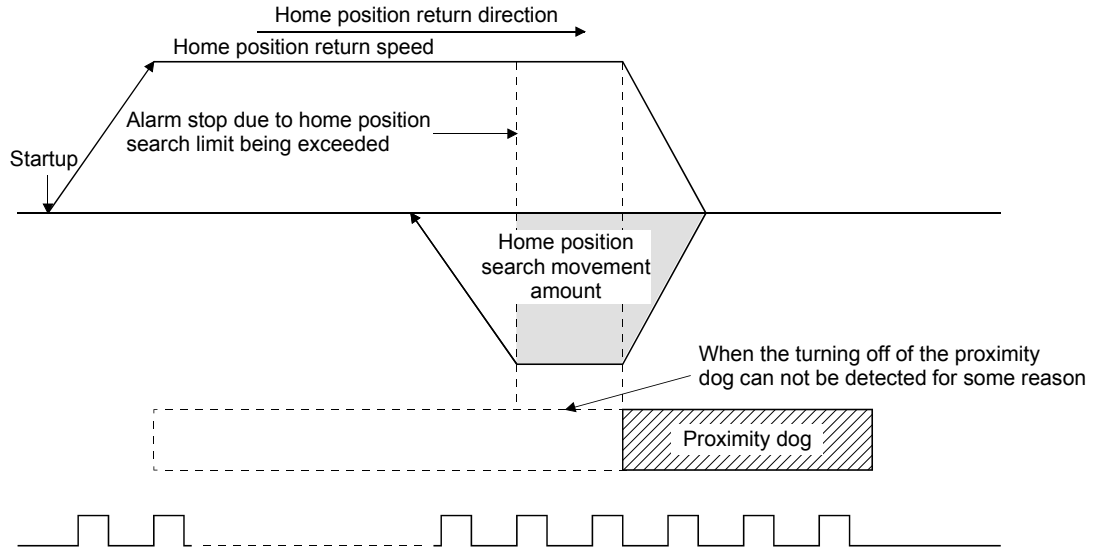 Home position return direction
Home position return speed
Alarm stop due to home position
search limit being exceeded
Startup
Home position
search movement
amount
When the turning off of the proximity
dog can not be detected for some reason
Proximity dog